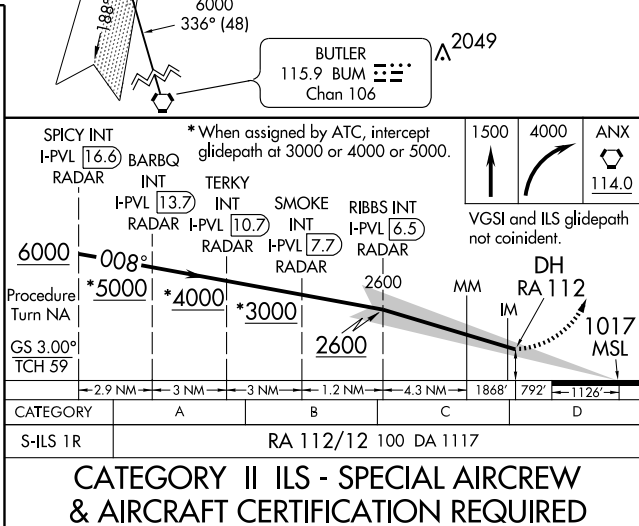 6000
188°
336° (48)
BUTLER
115.9 BUM
Chan 106
2049
SPICY INT
I-PVL 16.6
RADAR
BARBQ
INT
I-PVL 13.7
RADAR
TERKY
INT
I-PVL 10.7
RADAR
SMOKE
INT
I-PVL 7.7
RADAR
RIBBS INT
I-PVL 6.5
RADAR
* When assigned by ATC, intercept
glidepath at 3000 or 4000 or 5000.
1500
4000
ANX
114.0
VGSI and ILS glidepath
not coincident.
6000
008°
*5000
*4000
*3000
2600
2600
MM
IM
DH
RA 112
1017
MSL
Procedure
Turn NA
GS 3.00°
TCH 59
2.9 NM
3 NM
3 NM
1.2 NM
4.3 NM
1868'
792'
1126'
CATEGORY A B C D
S-ILS 1R RA 112/12 100 DA 1117
CATEGORY II ILS - SPECIAL AIRCREW
& AIRCRAFT CERTIFICATION REQUIRED